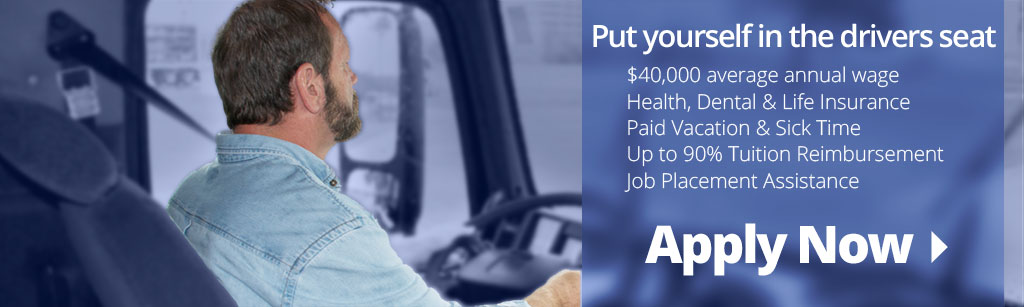 Put yourself in the drivers seat
$40,000 average annual wage
Health, Dental & Life Insurance
Paid Vacation & Sick Time
Up to 90% Tuition Reimbursement
Job Placement Assistance
Apply Now